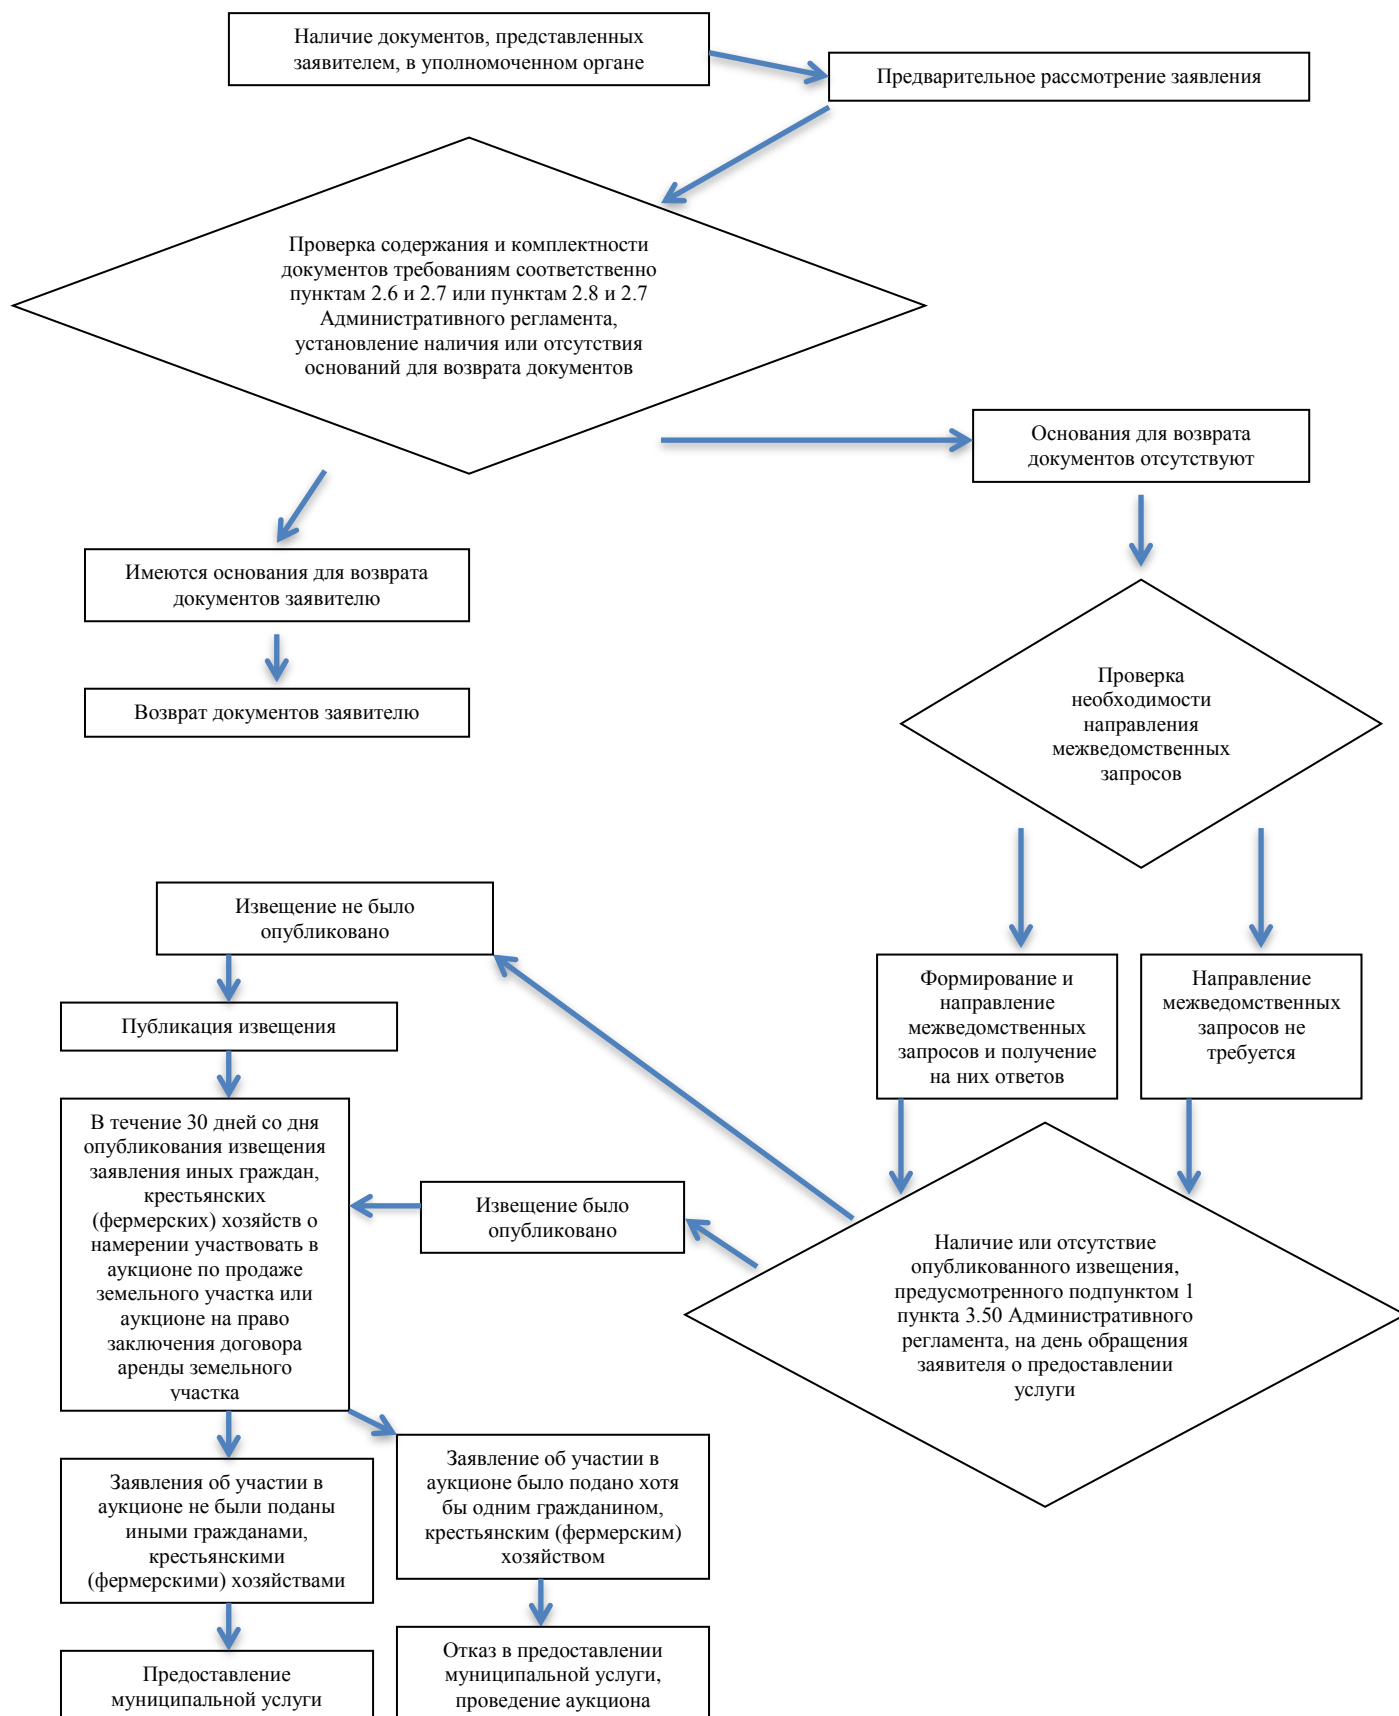 Наличие документов, представленных
заявителем, в уполномоченном органе
Предварительное рассмотрение заявления
Проверка содержания и комплектности
документов требованиям соответственно
пунктам 2.6 и 2.7 или пунктам 2.8 и 2.7
Административного регламента,
установление наличия или отсутствия
оснований для возврата документов
Основания для возврата
документов отсутствуют
Имеются основания для возврата
документов заявителю
Возврат документов заявителю
Проверка
необходимости
направления
межведомственных
запросов
Извещение не было
опубликовано
Формирование и
направление
межведомственных
запросов и получение
на них ответов
Направление
межведомственных
запросов не
требуется
Публикация извещения
В течение 30 дней со дня
опубликования извещения
заявления иных граждан,
крестьянских
(фермерских) хозяйств о
намерении участвовать в
аукционе по продаже
земельного участка или
аукционе на право
заключения договора
аренды земельного
участка
Извещение было
опубликовано
Наличие или отсутствие
опубликованного извещения,
предусмотренного подпунктом 1
пункта 3.50 Административного
регламента, на день обращения
заявителя о предоставлении
услуги
Заявления об участии в
аукционе не были поданы
иными гражданами,
крестьянскими
(фермерскими) хозяйствами
Заявление об участии в
аукционе было подано хотя
бы одним гражданином,
крестьянским (фермерским)
хозяйством
Предоставление
муниципальной услуги
Отказ в предоставлении
муниципальной услуги,
проведение аукциона